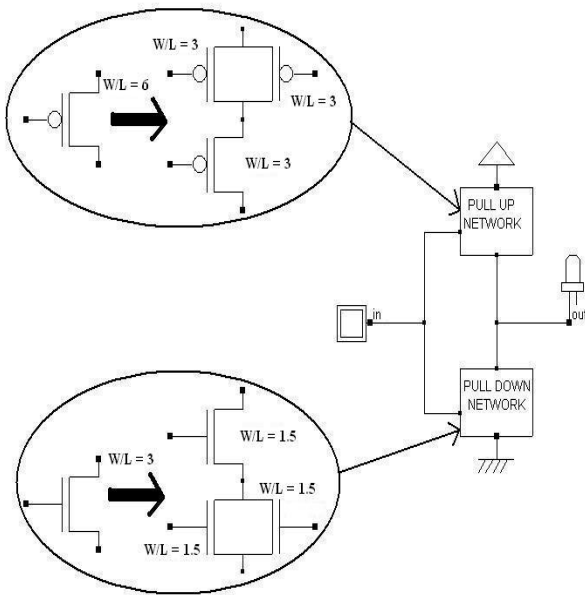 W/L = 3
W/L = 6
W/L = 3
W/L = 3
PULL UP
NETWORK
in
out
PULL DOWN
NETWORK
W/L = 1.5
W/L = 3
W/L = 1.5
W/L = 1.5